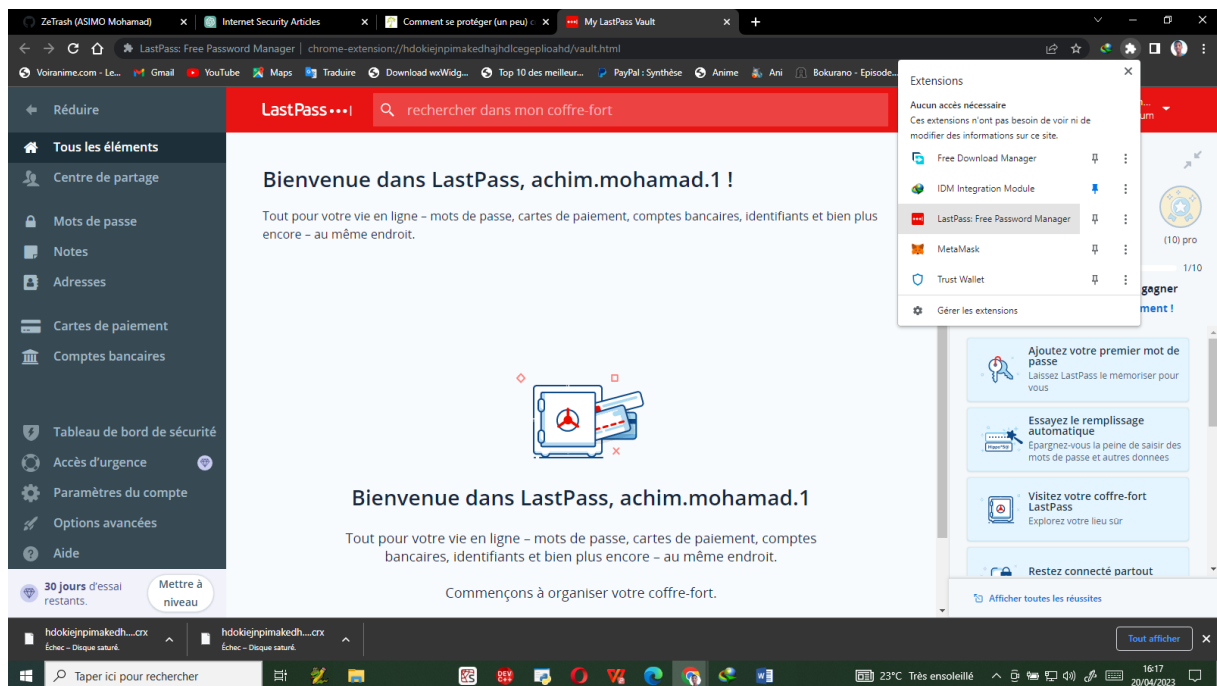 ZeTrash (ASIMO Mohamad)
Internet Security Articles
Comment se protéger (un peu)
My LastPass Vault
LastPass: Free Password Manager | chrome-extension://hdokiejnpimakedhajhdlcegeplioahd/vault.html
Voiranime.com - Le...
Gmail
YouTube
Maps
Traduire
Download wxWidg...
Top 10 des meilleur...
PayPal : Synthèse
Anime
Ani
Bokurano - Episode...
Réduire
LastPass
rechercher dans mon coffre-fort
Tous les éléments
Centre de partage
Mots de passe
Notes
Adresses
Cartes de paiement
Comptes bancaires
Tableau de bord de sécurité
Accès d'urgence
Paramètres du compte
Options avancées
Aide
30 jours d'essai
restants.
Mettre à
niveau
Bienvenue dans LastPass, achim.mohamad.1 !
Tout pour votre vie en ligne – mots de passe, cartes de paiement, comptes bancaires, identifiants et bien plus
encore – au même endroit.
Bienvenue dans LastPass, achim.mohamad.1
Tout pour votre vie en ligne – mots de passe, cartes de paiement, comptes
bancaires, identifiants et bien plus encore – au même endroit.
Commençons à organiser votre coffre-fort.
Extensions
Aucun accès nécessaire
Ces extensions n'ont pas besoin de voir ni de
modifier des informations sur ce site.
Free Download Manager
IDM Integration Module
LastPass: Free Password Manager
MetaMask
Trust Wallet
Gérer les extensions
(10) pro
1/10
gagner
ment !
Ajoutez votre premier mot de
passe
Laissez LastPass le mémoriser pour
vous
Essayez le remplissage
automatique
Épargnez-vous la peine de saisir des
mots de passe et autres données
Visitez votre coffre-fort
LastPass
Explorez votre lieu sûr
Restez connecté partout
Afficher toutes les réussites
hdokiejnpimakedh....crx
Échec – Disque saturé.
hdokiejnpimakedh....crx
Échec – Disque saturé.
Tout afficher
Taper ici pour rechercher
23°C Très ensoleillé
16:17
20/04/2023